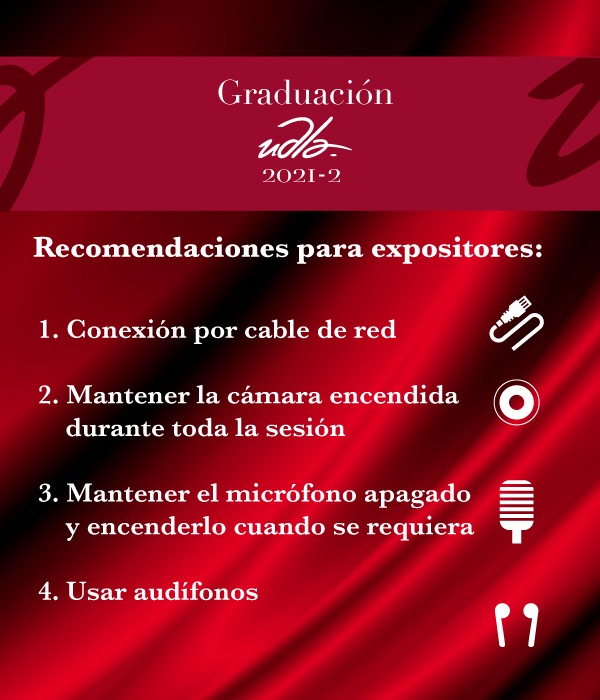 Graduación
udla.
2021-2
Recomendaciones para expositores:
1. Conexión por cable de red
2. Mantener la cámara encendida
durante toda la sesión
3. Mantener el micrófono apagado
y encenderlo cuando se requiera
4. Usar audífonos